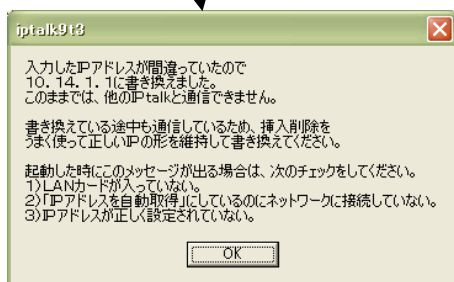 iptalk9t3
入力したIPアドレスが間違っていたので
10．14．1．1に書き換えました。
このままでは、他のIPtalkと通信できません。
書き換えている途中も通信しているため、挿入削除を
うまく使って正しいIPの形を維持して書き換えてください。
起動した時にこのメッセージが出る場合は、次のチェックをしてください。
1)LANカードが入っていない。
2)「IPアドレスを自動取得」にしているのにネットワークに接続していない。
3)IPアドレスが正しく設定されていない。
OK